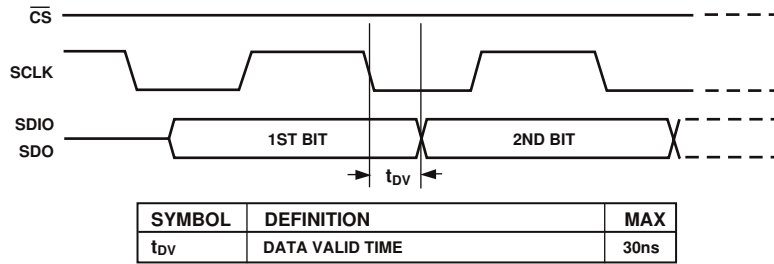 CS
SCLK
SDIO
SDO
1ST BIT
2ND BIT
tDV
SYMBOL DEFINITION MAX
tDV DATA VALID TIME 30ns